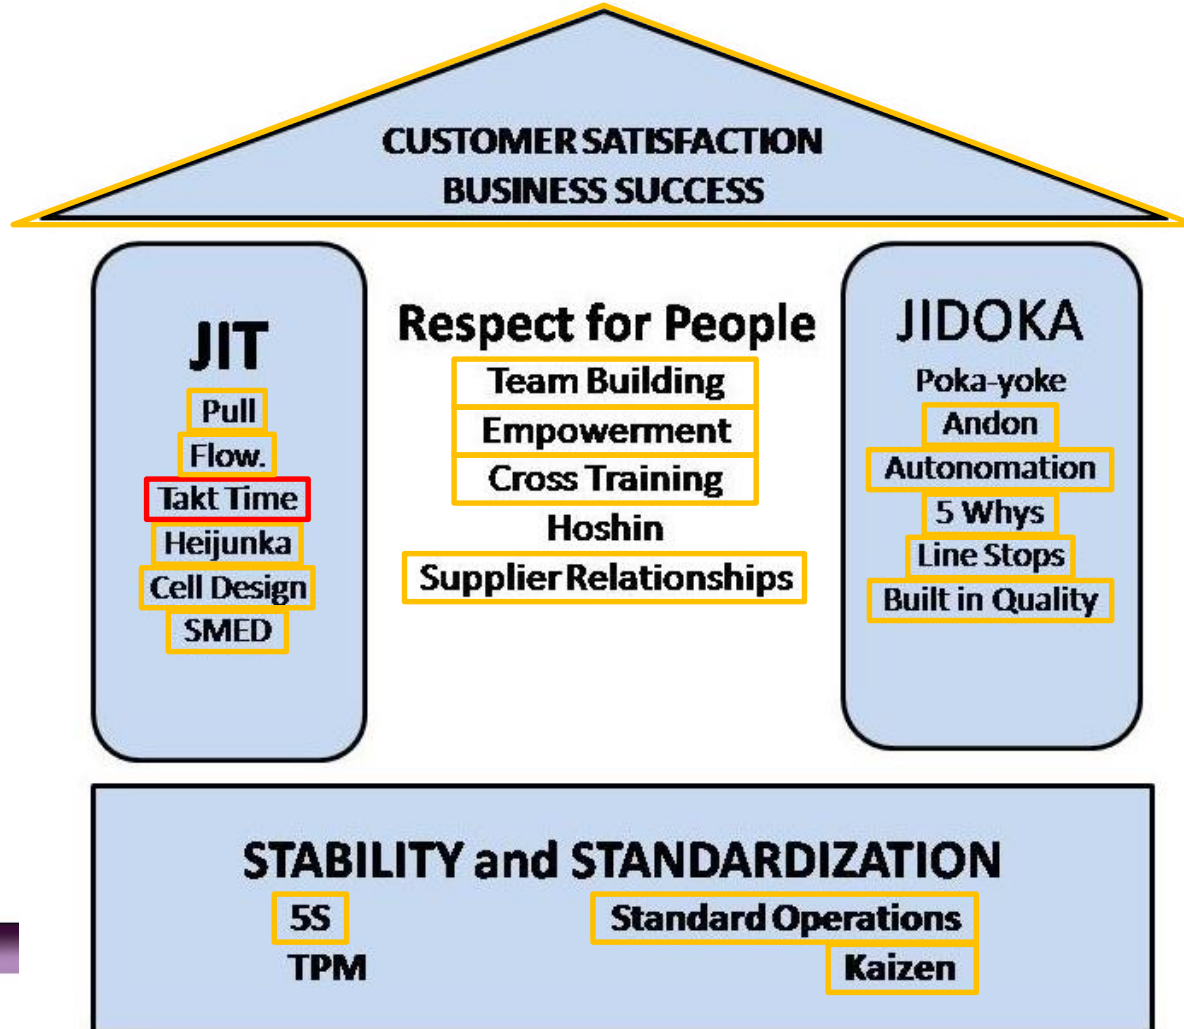 CUSTOMER SATISFACTION
BUSINESS SUCCESS
JIT
Pull
Flow.
Takt Time
Heijunka
Cell Design
SMED
Respect for People
Team Building
Empowerment
Cross Training
Hoshin
Supplier Relationships
JIDOKA
Poka-yoke
Andon
Autonomation
5 Whys
Line Stops
Built in Quality
STABILITY and STANDARDIZATION
5S
Standard Operations
TPM
Kaizen